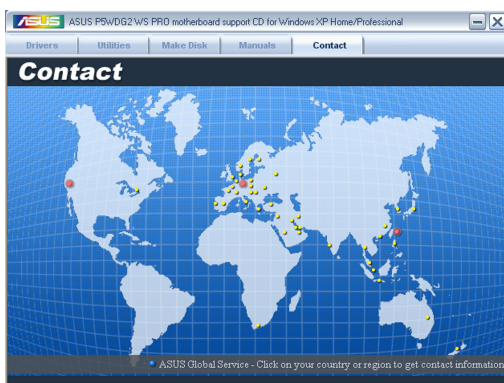 ASUS ASUS P5WDG2 WS PRO motherboard support CD for Windows XP Home/Professional
Drivers Utilities Make Disk Manuals Contact
Contact
ASUS Global Service - Click on your country or region to get contact information